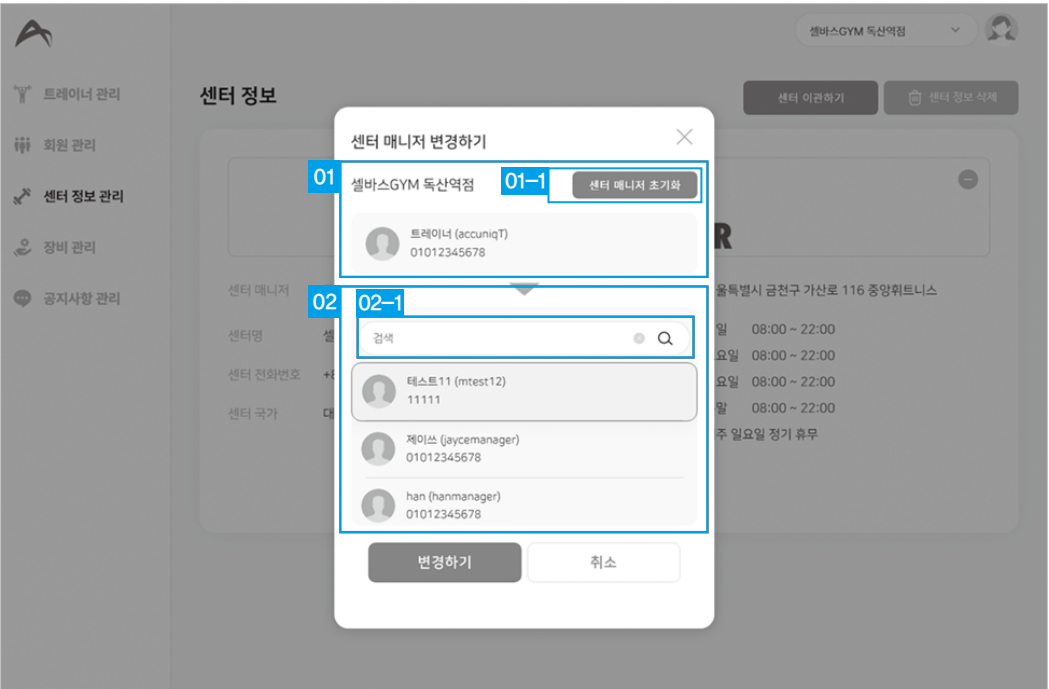 셀바스GYM 독산역점
트레이너 관리
회원 관리
센터 정보 관리
장비 관리
공지사항 관리
센터 정보
센터 이관하기
센터 정보 삭제
센터 매니저 변경하기
01
셀바스GYM 독산역점
01-1
센터 매니저 초기화
트레이너 (accuniqT)
01012345678
02
02-1
검색
테스트11 (mtest12)
11111
제이쓰 (jaycemanager)
01012345678
han (hanmanager)
01012345678
변경하기
취소
R
센터 매니저
울특별시 금천구 가산로 116 중앙휘트니스
센터명
셀
일 08:00 ~ 22:00
요일 08:00 ~ 22:00
센터 전화번호
+8
요일 08:00 ~ 22:00
말 08:00 ~ 22:00
센터 국가
대
주 일요일 정기 휴무